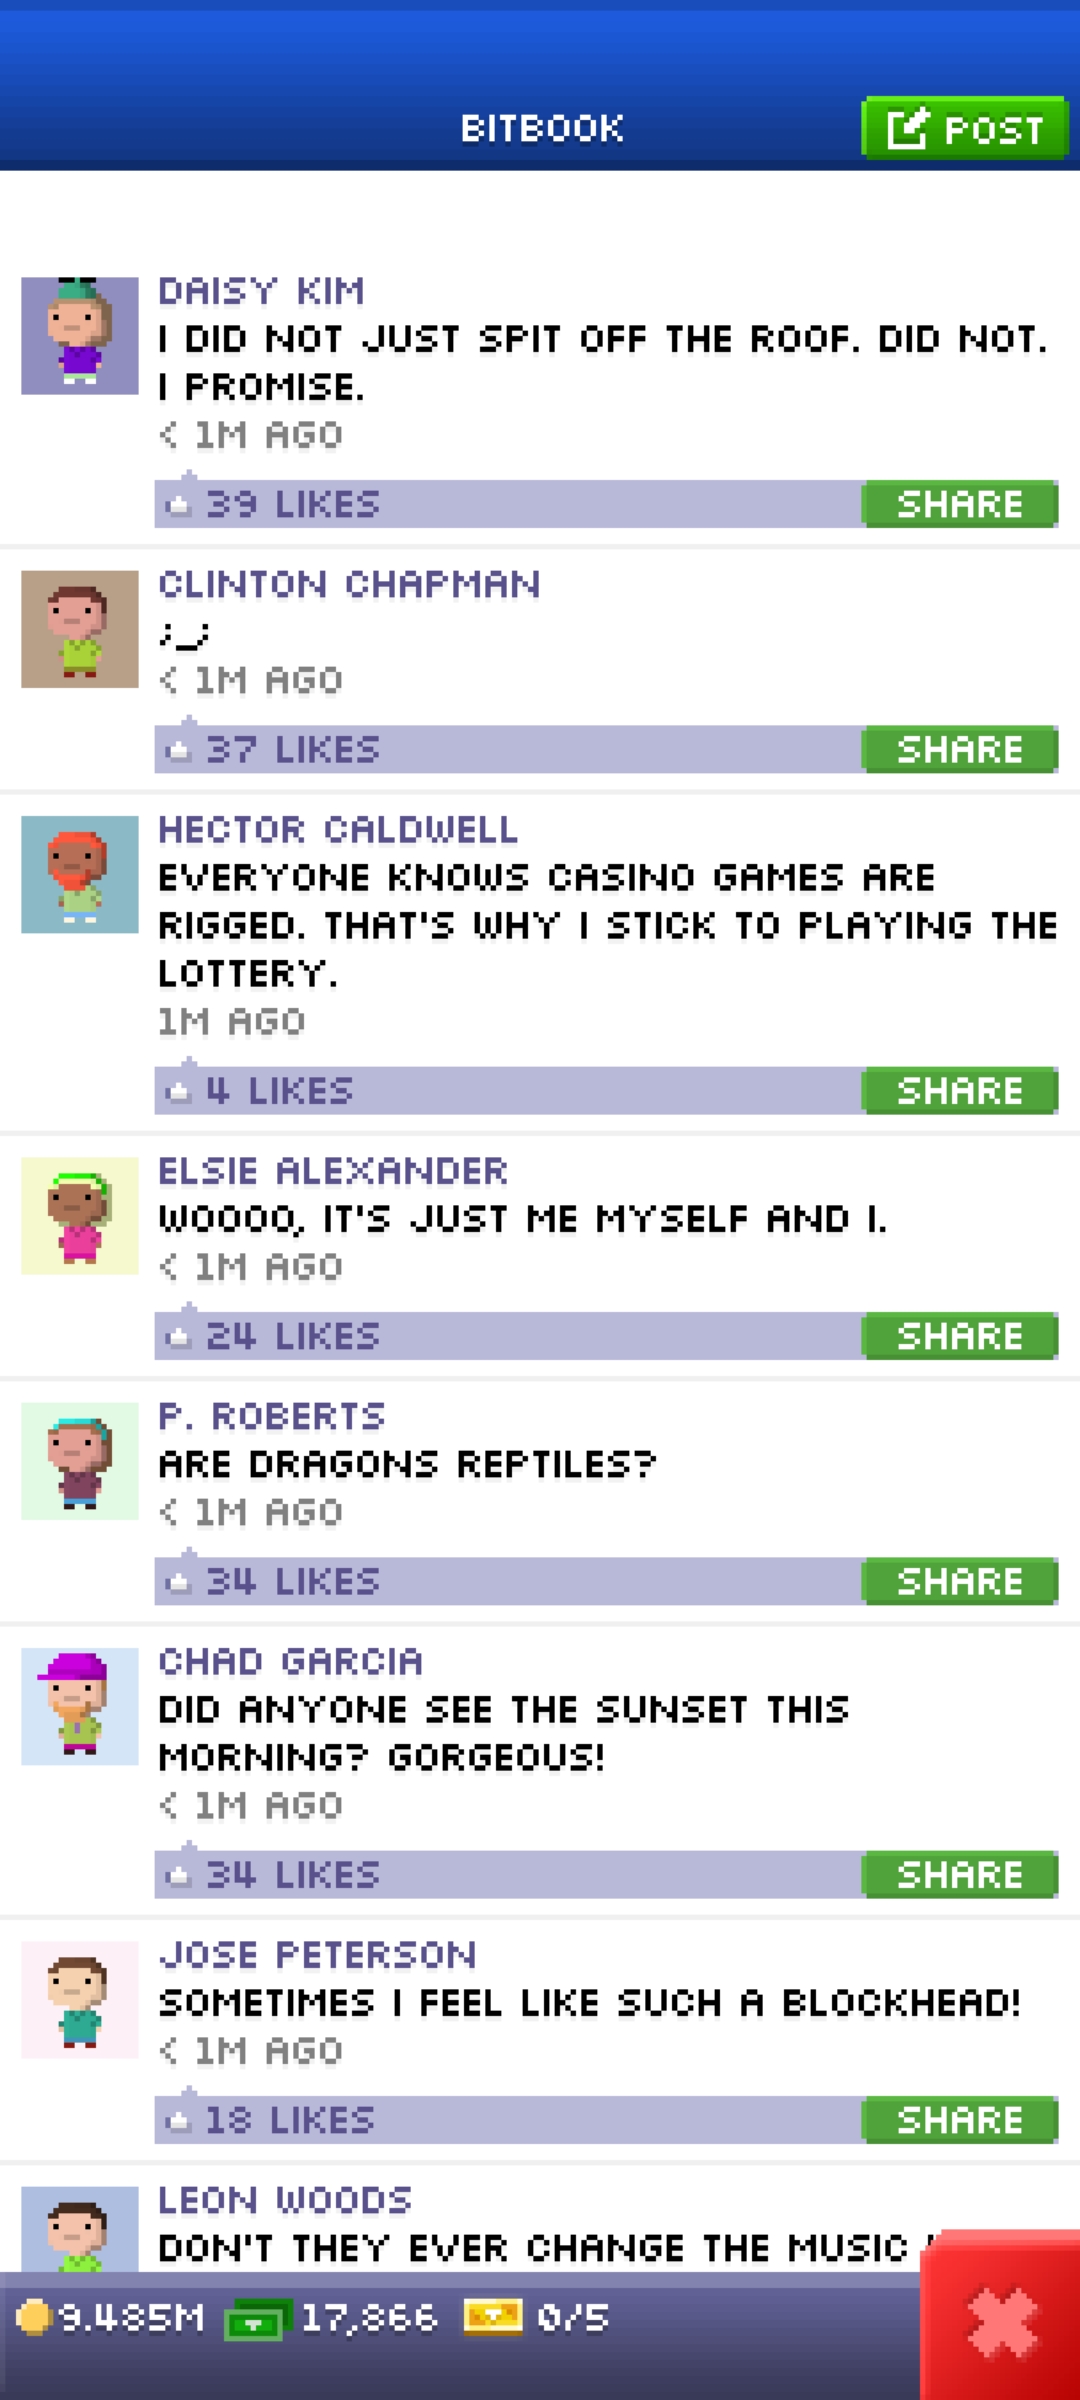 BITBOOK
POST
DAISY KIM
I DID NOT JUST SPIT OFF THE ROOF. DID NOT.
I PROMISE.
< 1M AGO
39 LIKES
SHARE
CLINTON CHAPMAN
;_;
< 1M AGO
37 LIKES
SHARE
HECTOR CALDWELL
EVERYONE KNOWS CASINO GAMES ARE
RIGGED. THAT'S WHY I STICK TO PLAYING THE
LOTTERY.
1M AGO
4 LIKES
SHARE
ELSIE ALEXANDER
WOOOO, IT'S JUST ME MYSELF AND I.
< 1M AGO
24 LIKES
SHARE
P. ROBERTS
ARE DRAGONS REPTILES?
< 1M AGO
34 LIKES
SHARE
CHAD GARCIA
DID ANYONE SEE THE SUNSET THIS
MORNING? GORGEOUS!
< 1M AGO
34 LIKES
SHARE
JOSE PETERSON
SOMETIMES I FEEL LIKE SUCH A BLOCKHEAD!
< 1M AGO
18 LIKES
SHARE
LEON WOODS
DON'T THEY EVER CHANGE THE MUSIC
9.485M 17,866 0/5